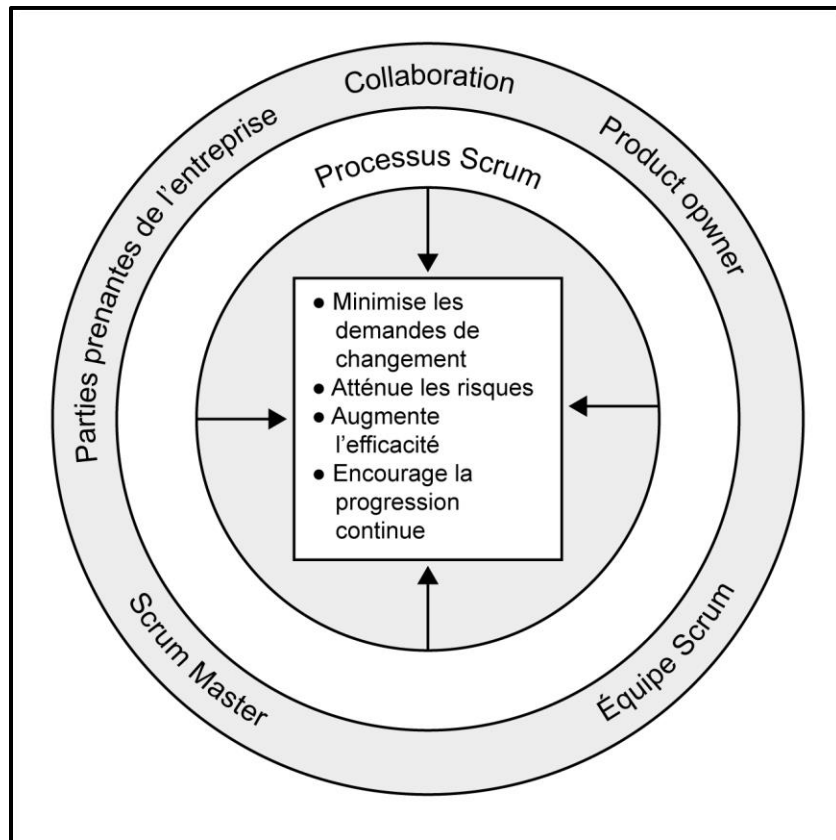 Collaboration
Parties prenantes de l’entreprise
Product opwner
Processus Scrum
● Minimise les
demandes de
changement
● Atténue les risques
● Augmente
l’efficacité
● Encourage la
progression
continue
Scrum Master
Équipe Scrum